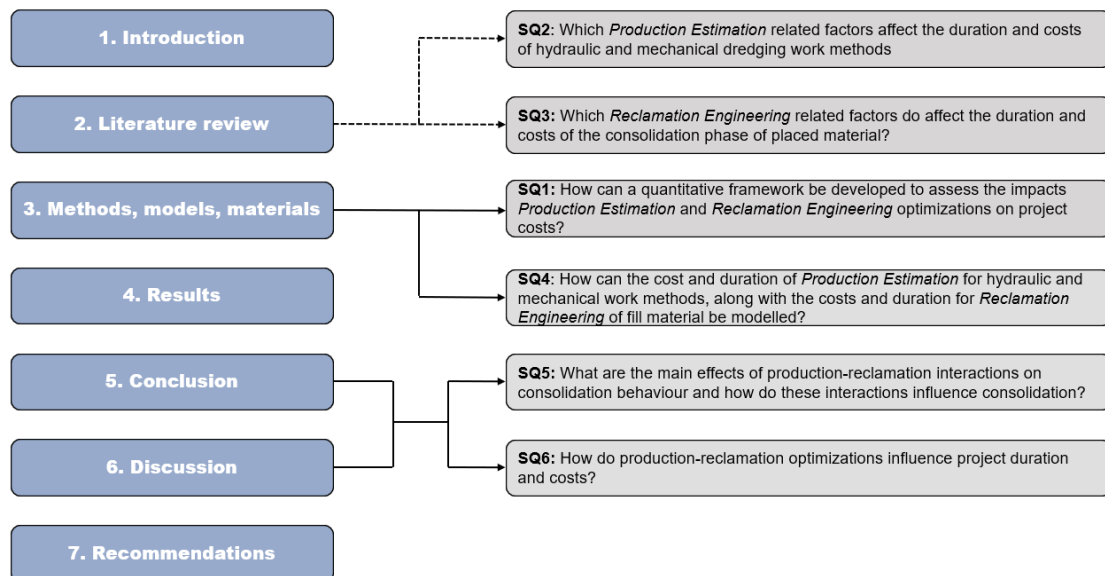 1. Introduction
2. Literature review
3. Methods, models, materials
4. Results
5. Conclusion
6. Discussion
7. Recommendations
SQ2: Which Production Estimation related factors affect the duration and costs
of hydraulic and mechanical dredging work methods
SQ3: Which Reclamation Engineering related factors do affect the duration and
costs of the consolidation phase of placed material?
SQ1: How can a quantitative framework be developed to assess the impacts
Production Estimation and Reclamation Engineering optimizations on project
costs?
SQ4: How can the cost and duration of Production Estimation for hydraulic and
mechanical work methods, along with the costs and duration for Reclamation
Engineering of fill material be modelled?
SQ5: What are the main effects of production-reclamation interactions on
consolidation behaviour and how do these interactions influence consolidation?
SQ6: How do production-reclamation optimizations influence project duration
and costs?